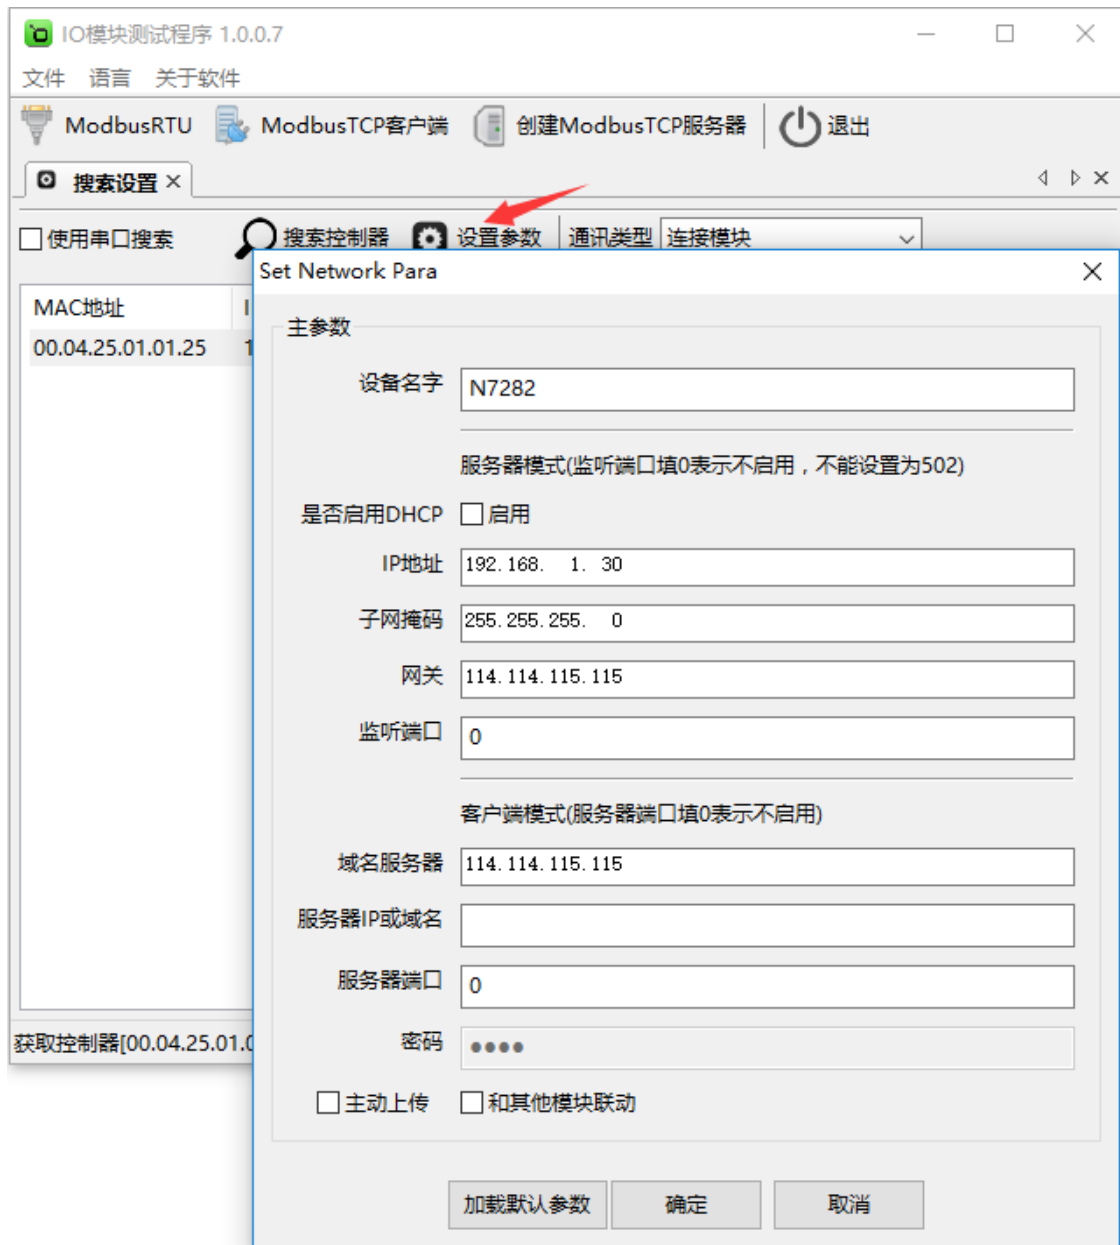 IO模块测试程序 1.0.0.7
文件 语言 关于软件
ModbusRTU ModbusTCP客户端 创建ModbusTCP服务器 退出
搜索设置
使用串口搜索 搜索控制器 设置参数 通讯类型 连接模块
Set Network Para
MAC地址
00.04.25.01.01.25
主参数
设备名字 N7282
服务器模式(监听端口填0表示不启用，不能设置为502)
是否启用DHCP 启用
IP地址 192.168. 1. 30
子网掩码 255.255.255. 0
网关 114.114.115.115
监听端口 0
客户端模式(服务器端口填0表示不启用)
域名服务器 114.114.115.115
服务器IP或域名
服务器端口 0
获取控制器[00.04.25.01.0
密码 ●●●●
主动上传 和其他模块联动
加载默认参数 确定 取消